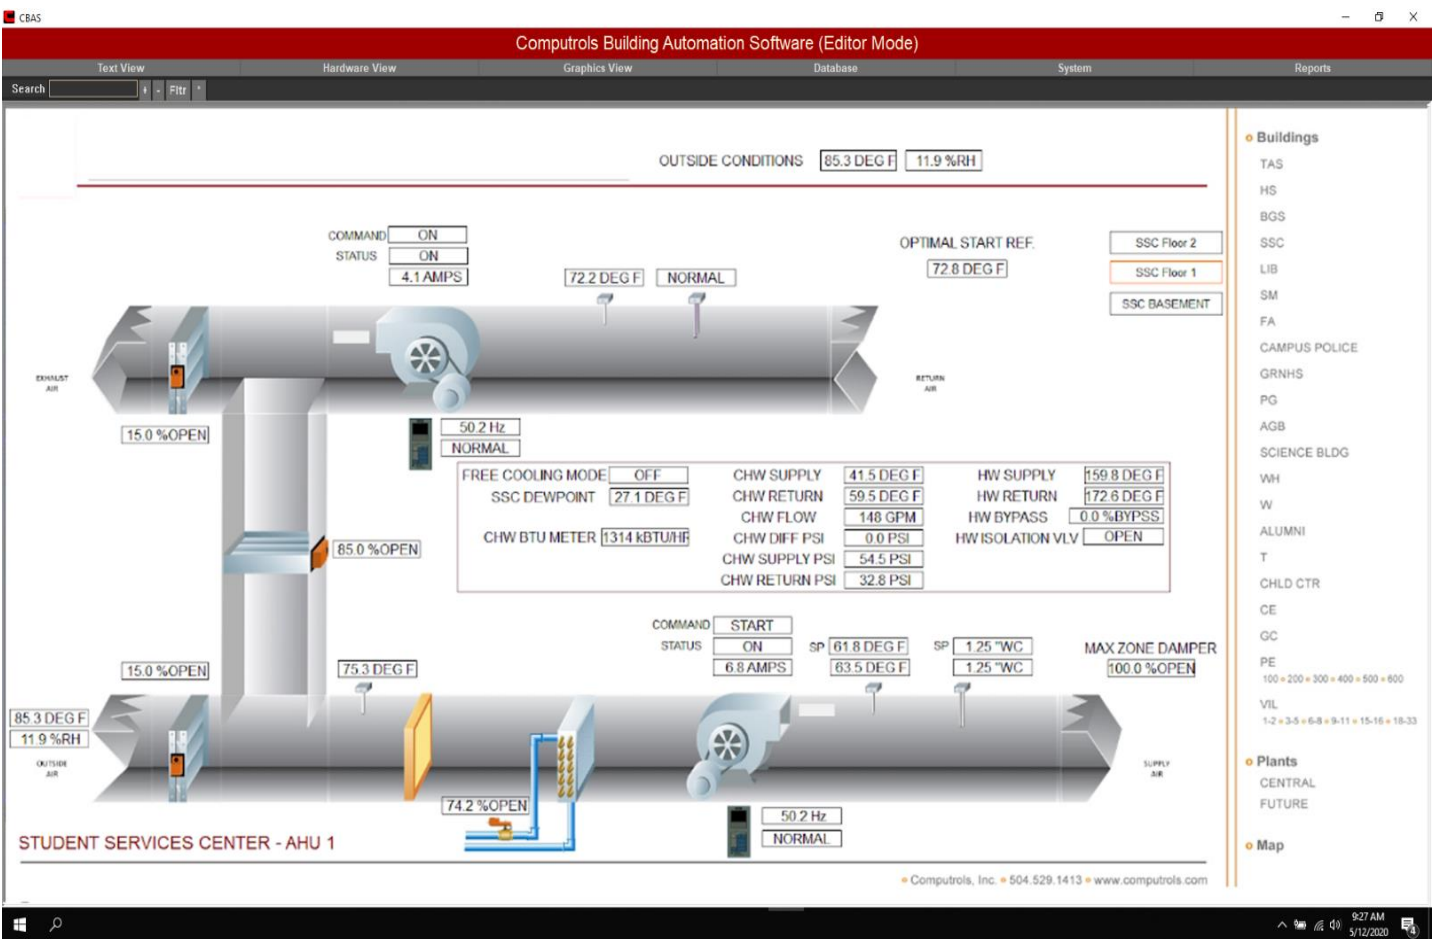 CBAS
Computrols Building Automation Software (Editor Mode)
Text View Hardware View Graphics View Database System Reports
Search + - Fltr *
OUTSIDE CONDITIONS 85.3 DEG F 11.9 %RH
COMMAND ON
STATUS ON
4.1 AMPS
72.2 DEG F NORMAL
OPTIMAL START REF.
72.8 DEG F
SSC Floor 2
SSC Floor 1
SSC BASEMENT
EXHAUST
AIR
RETURN
AIR
15.0 %OPEN
50.2 Hz
NORMAL
FREE COOLING MODE OFF
SSC DEWPOINT 27.1 DEG F
CHW BTU METER 1314 kBTU/HR
CHW SUPPLY 41.5 DEG F
CHW RETURN 59.5 DEG F
CHW FLOW 148 GPM
CHW DIFF PSI 0.0 PSI
CHW SUPPLY PSI 54.5 PSI
CHW RETURN PSI 32.8 PSI
HW SUPPLY 159.8 DEG F
HW RETURN 172.6 DEG F
HW BYPASS 0.0 %BYPSS
HW ISOLATION VLV OPEN
85.0 %OPEN
COMMAND START
STATUS ON
6.8 AMPS
SP 61.8 DEG F
63.5 DEG F
SP 1.25 "WC
1.25 "WC
MAX ZONE DAMPER
100.0 %OPEN
15.0 %OPEN
75.3 DEG F
85.3 DEG F
11.9 %RH
OUTSIDE
AIR
SUPPLY
AIR
74.2 %OPEN
50.2 Hz
NORMAL
STUDENT SERVICES CENTER - AHU 1
Computrols, Inc. • 504.529.1413 • www.computrols.com
Buildings
TAS
HS
BGS
SSC
LIB
SM
FA
CAMPUS POLICE
GRNHS
PG
AGB
SCIENCE BLDG
WH
W
ALUMNI
T
CHLD CTR
CE
GC
PE
100 • 200 • 300 • 400 • 500 • 600
VIL
1-2 • 3-5 • 6-8 • 9-11 • 15-16 • 18-33
Plants
CENTRAL
FUTURE
Map
9:27 AM
5/12/2020
4